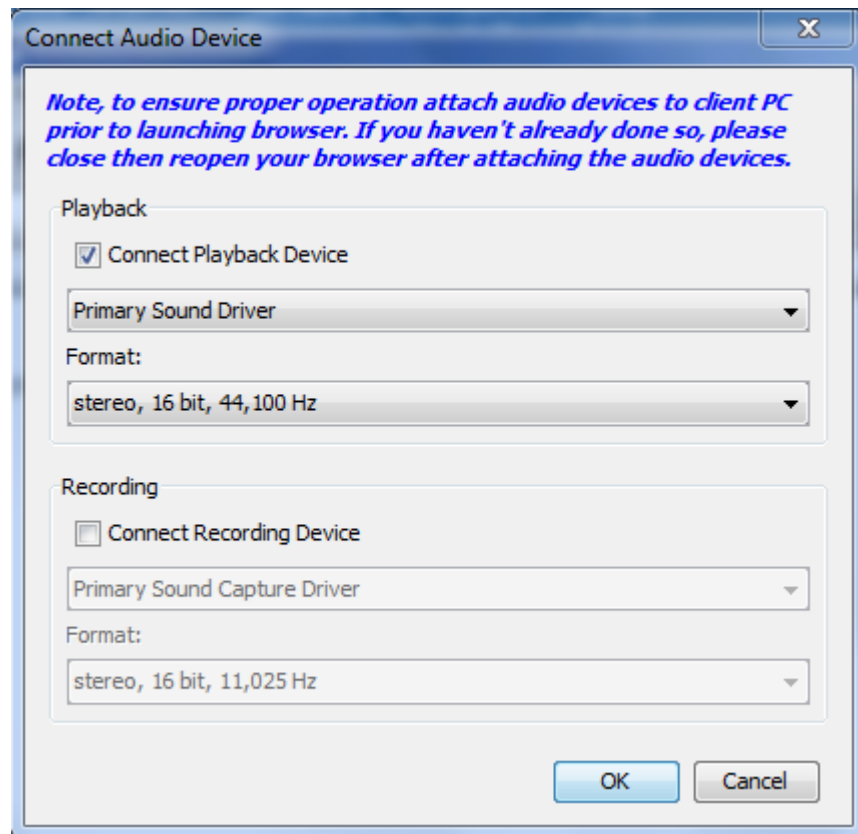 Connect Audio Device
Note, to ensure proper operation attach audio devices to client PC
prior to launching browser. If you haven't already done so, please
close then reopen your browser after attaching the audio devices.
Playback
Connect Playback Device
Primary Sound Driver
Format:
stereo, 16 bit, 44,100 Hz
Recording
Connect Recording Device
Primary Sound Capture Driver
Format:
stereo, 16 bit, 11,025 Hz
OK Cancel